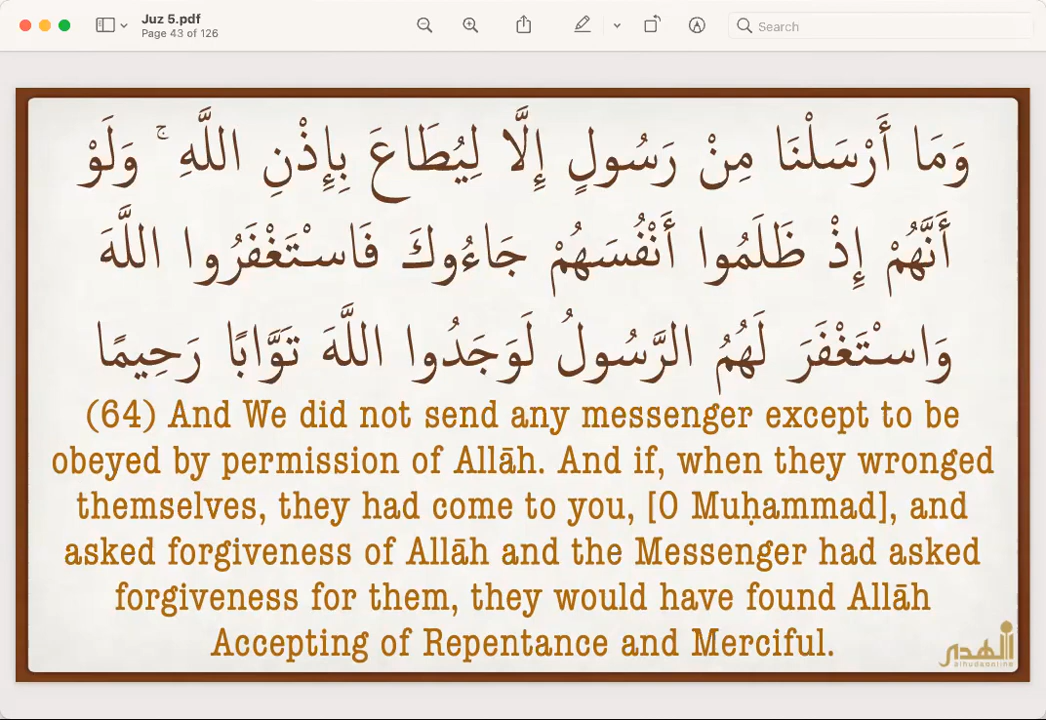 Juz 5.pdf
Page 43 of 126
Search
وَمَا أَرْسَلْنَا مِنْ رَسُولٍ إِلَّا لِيُطَاعَ بِإِذْنِ اللَّهِ ۚ وَلَوْ
أَنَّهُمْ إِذْ ظَلَمُوا أَنْفُسَهُمْ جَاءُوكَ فَاسْتَغْفَرُوا اللَّهَ
وَاسْتَغْفَرَ لَهُمُ الرَّسُولُ لَوَجَدُوا اللَّهَ تَوَّابًا رَحِيمًا
(64) And We did not send any messenger except to be
obeyed by permission of Allāh. And if, when they wronged
themselves, they had come to you, [O Muḥammad], and
asked forgiveness of Allāh and the Messenger had asked
forgiveness for them, they would have found Allāh
Accepting of Repentance and Merciful.
الهدى
alhudaonline